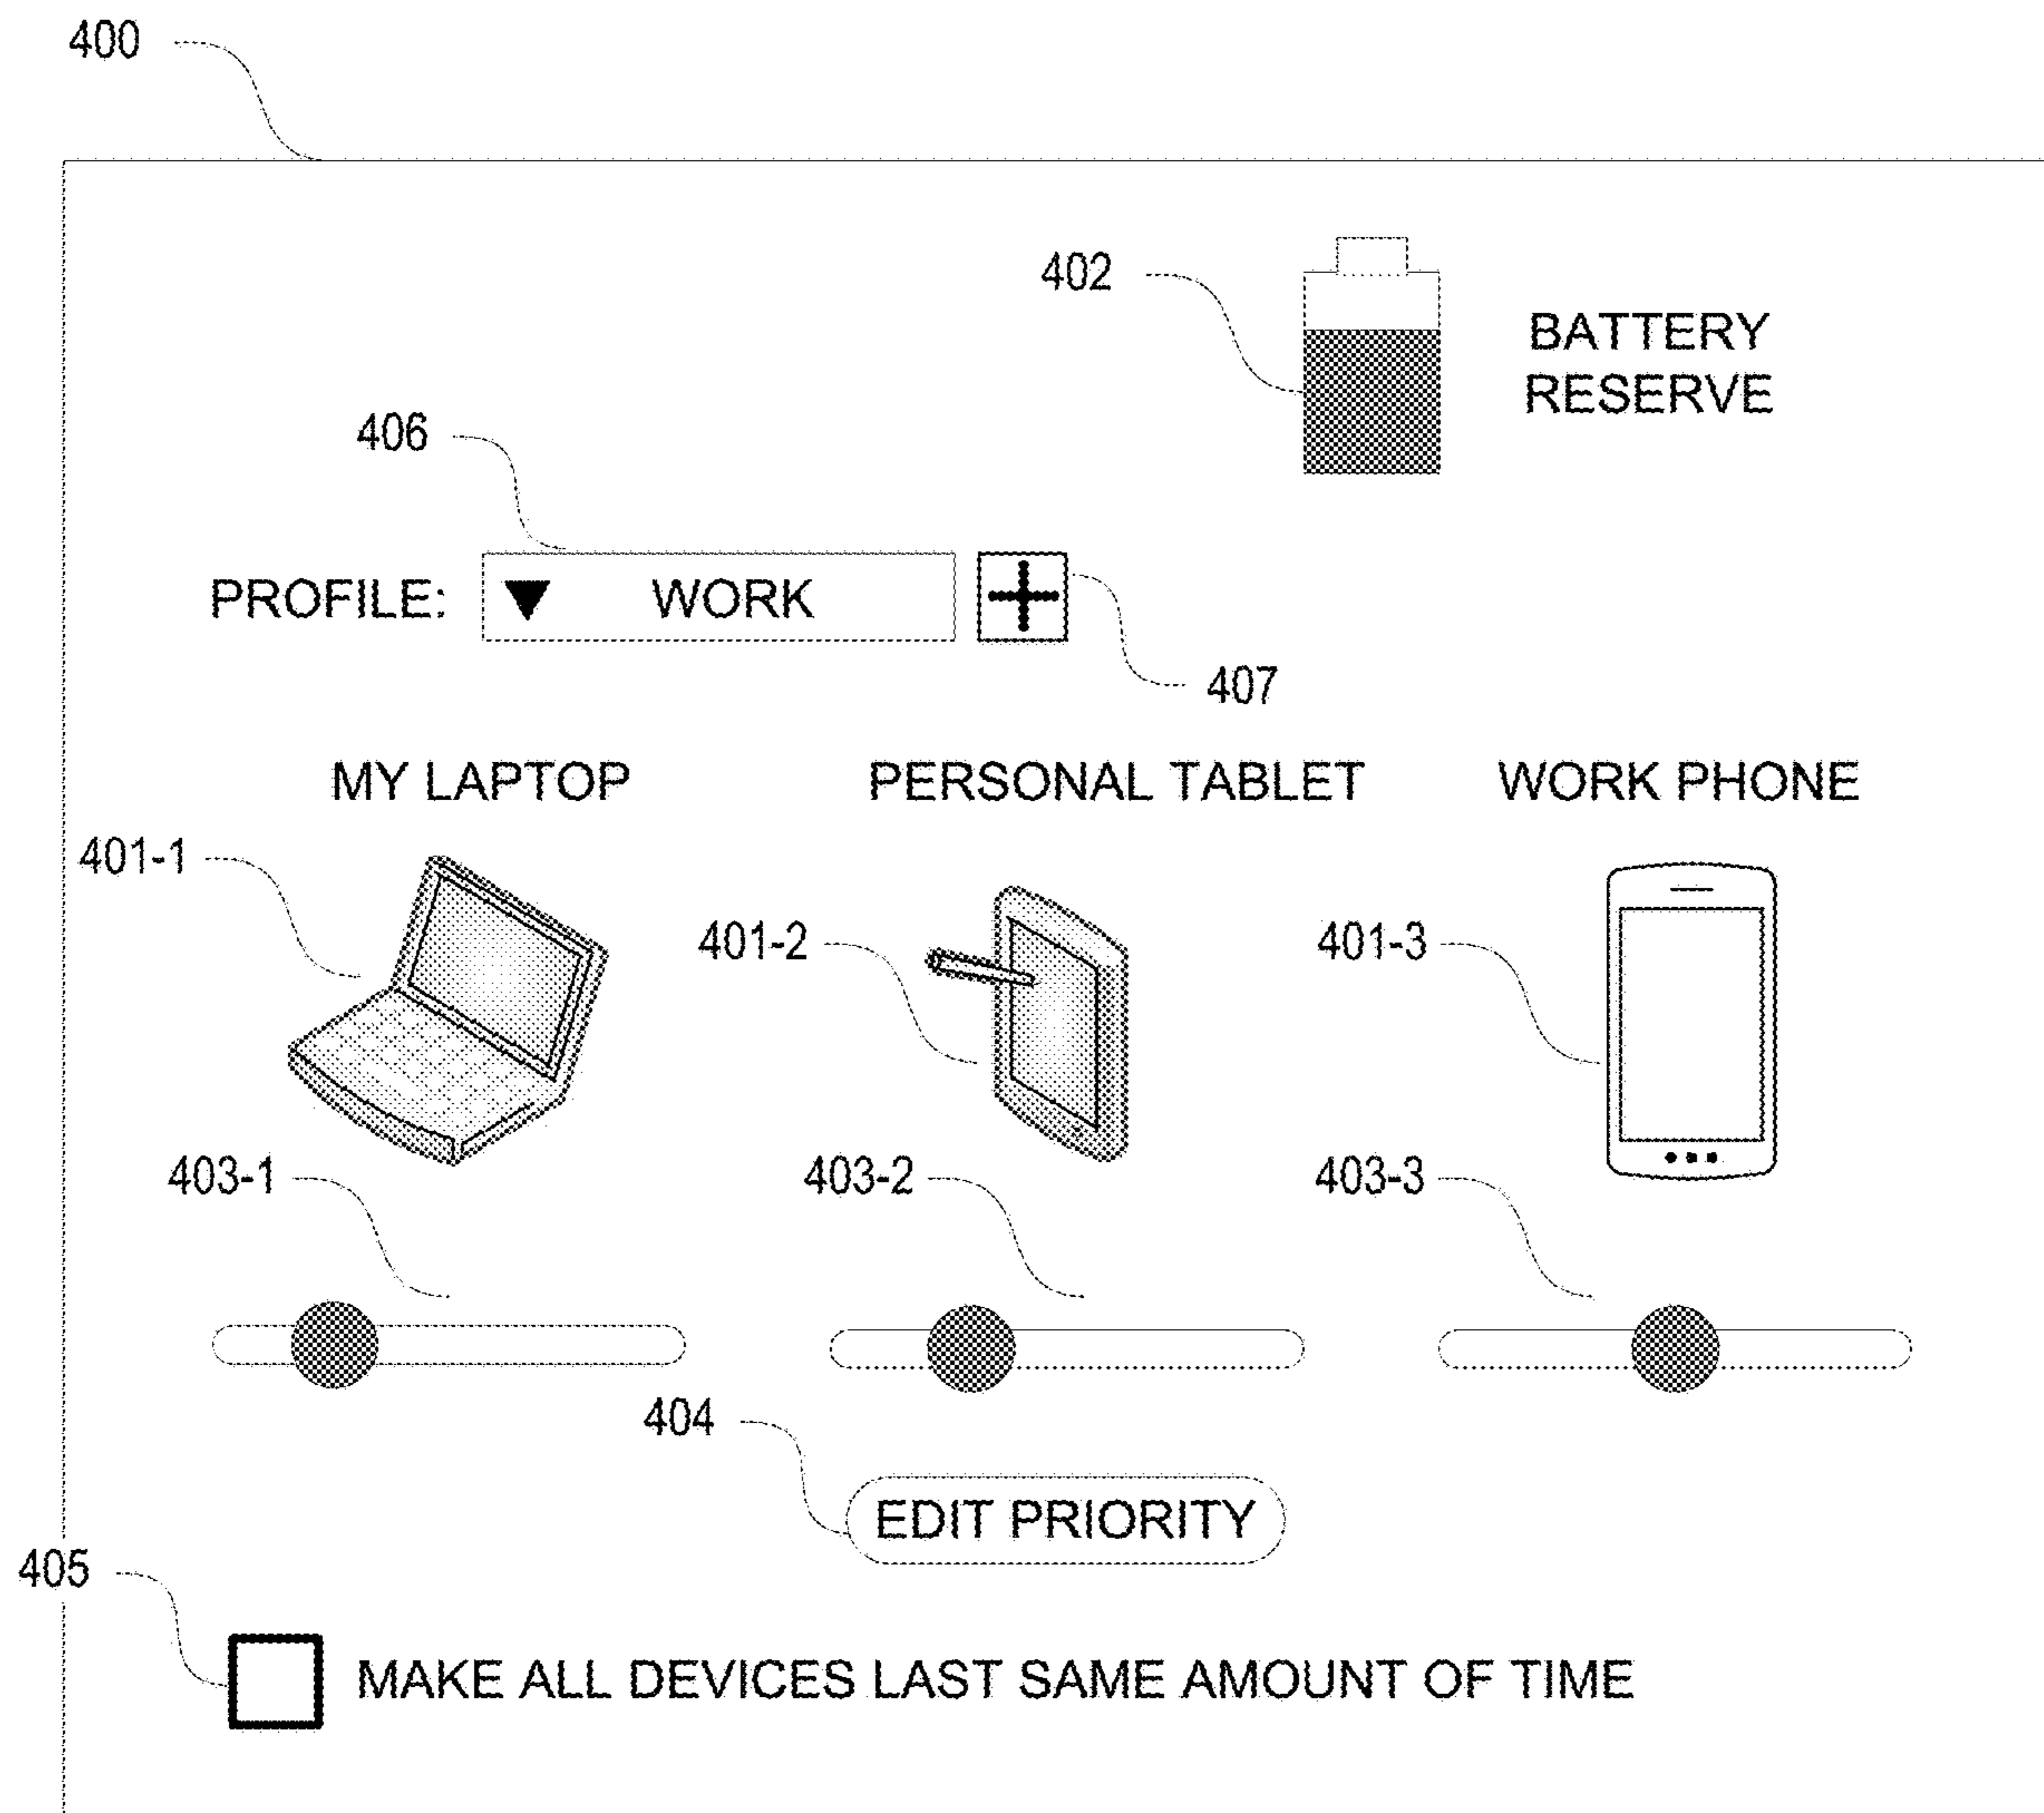 400
402
BATTERY
RESERVE
406
PROFILE: WORK
407
MY LAPTOP PERSONAL TABLET WORK PHONE
401-1
401-2 401-3
403-1 403-2 403-3
404
EDIT PRIORITY
405
MAKE ALL DEVICES LAST SAME AMOUNT OF TIME